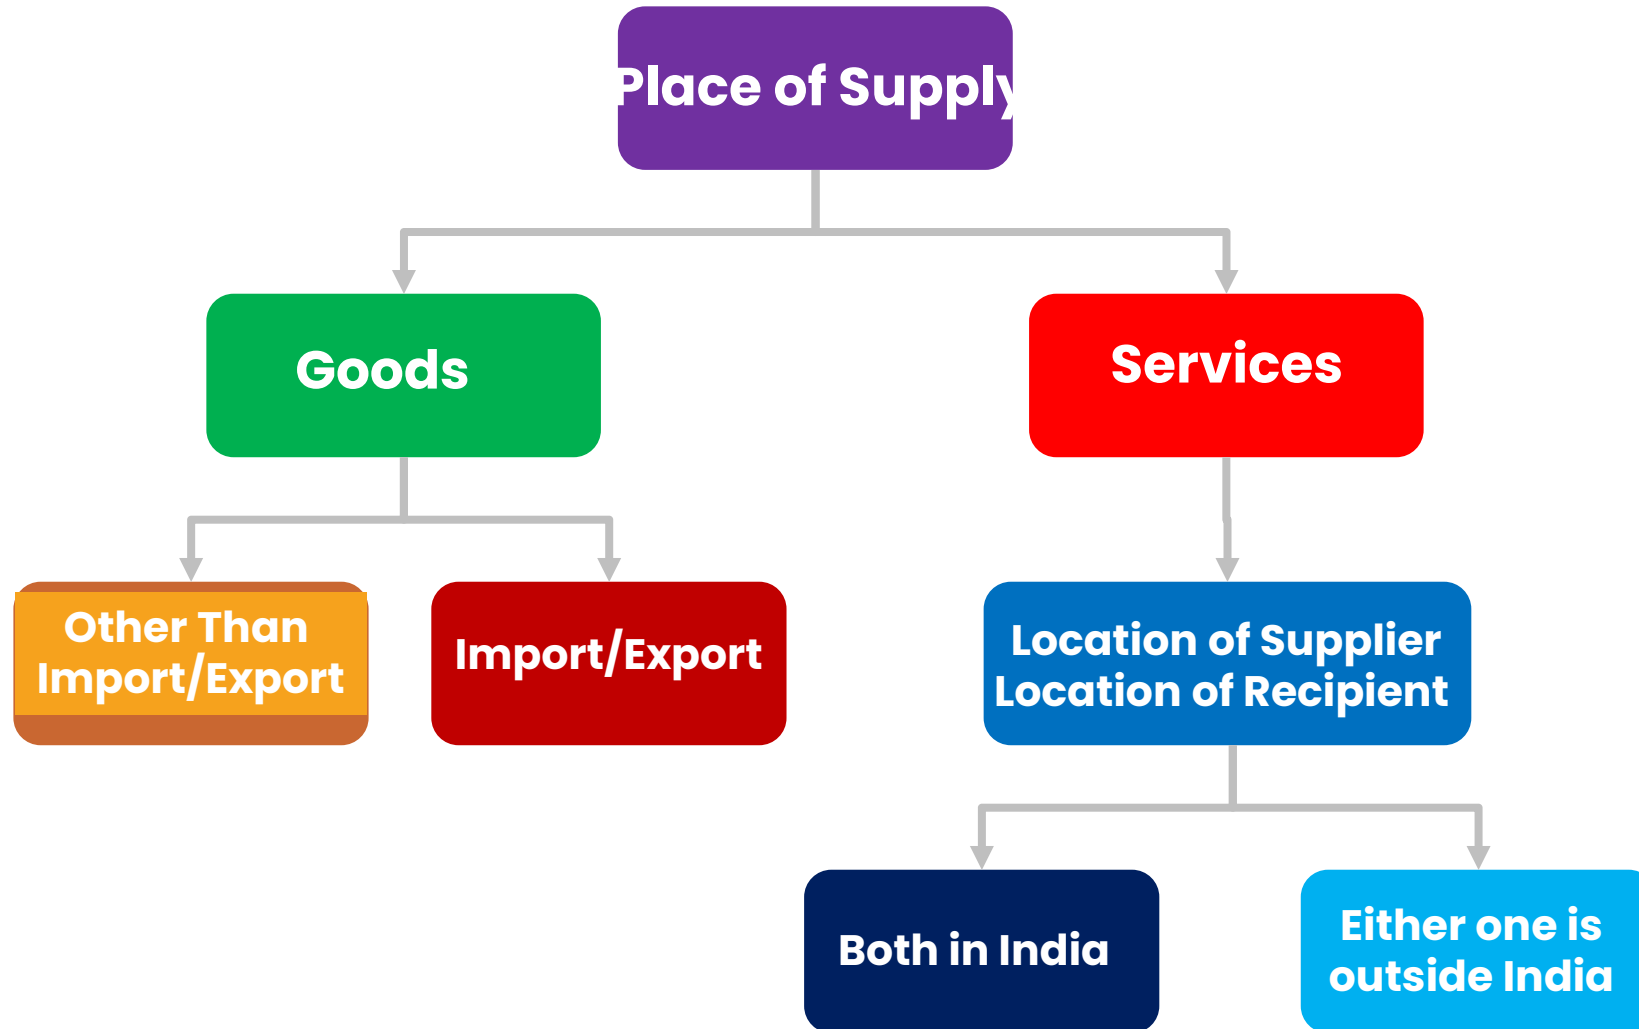 Place of Supply
Goods
Services
Other Than
Import/Export
Import/Export
Location of Supplier
Location of Recipient
Both in India
Either one is
outside India